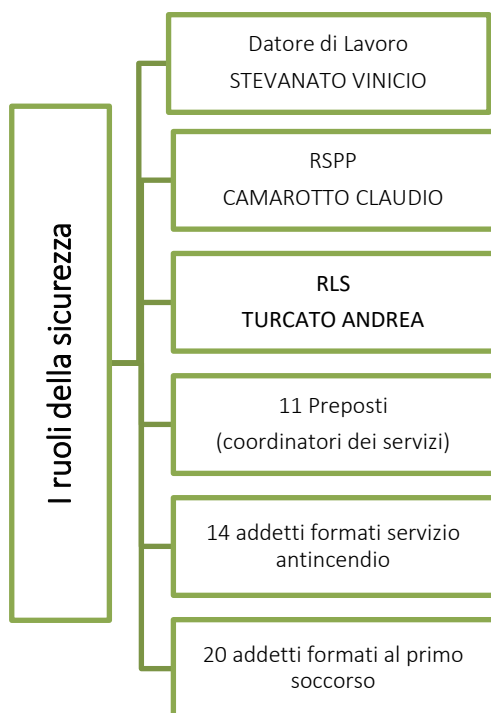 I ruoli della sicurezza
Datore di Lavoro
STEVANATO VINICIO
RSPP
CAMAROTTO CLAUDIO
RLS
TURCATO ANDREA
11 Preposti
(coordinatori dei servizi)
14 addetti formati servizio
antincendio
20 addetti formati al primo
soccorso